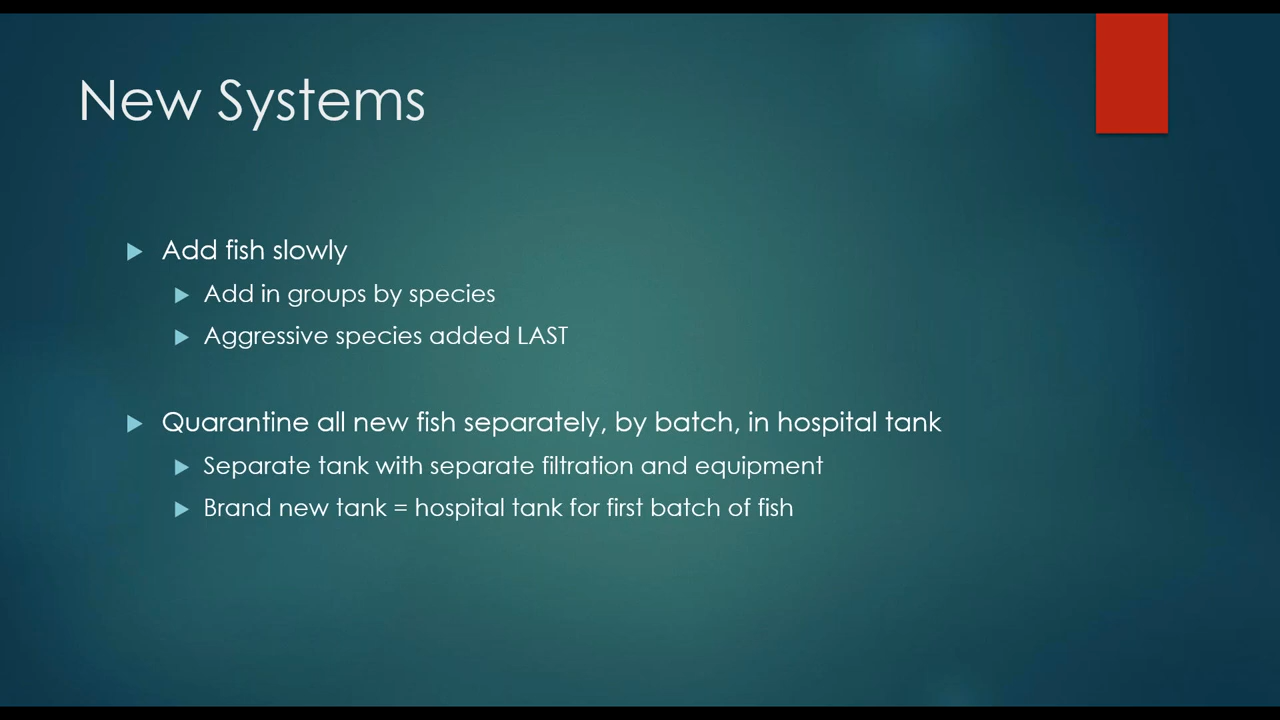 New Systems
Add fish slowly
Add in groups by species
Aggressive species added LAST
Quarantine all new fish separately, by batch, in hospital tank
Separate tank with separate filtration and equipment
Brand new tank = hospital tank for first batch of fish